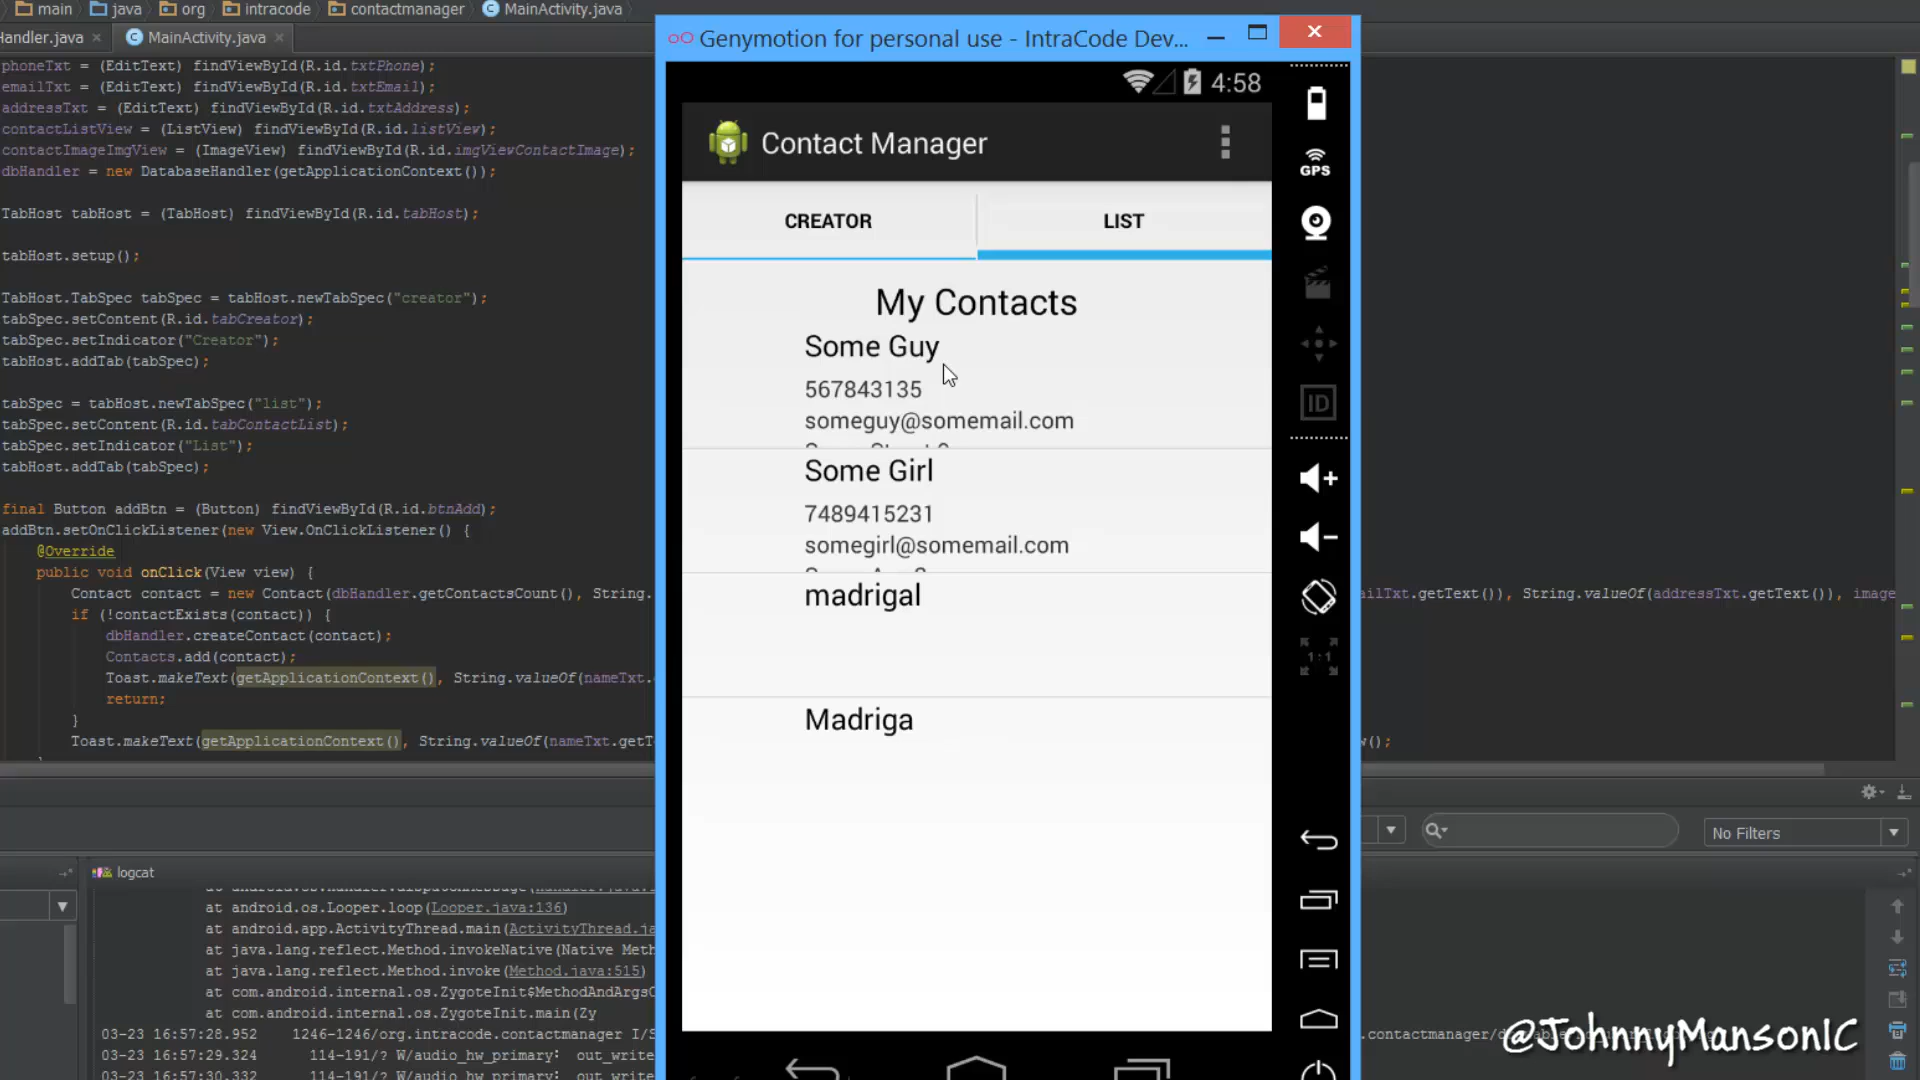 main java org intracode contactmanager MainActivity.java
Handler.java MainActivity.java
phoneTxt = (EditText) findViewById(R.id.txtPhone);
emailTxt = (EditText) findViewById(R.id.txtEmail);
addressTxt = (EditText) findViewById(R.id.txtAddress);
contactListView = (ListView) findViewById(R.id.listView);
contactImageImgView = (ImageView) findViewById(R.id.imgViewContactImage);
dbHandler = new DatabaseHandler(getApplicationContext());
TabHost tabHost = (TabHost) findViewById(R.id.tabHost);
tabHost.setup();
TabHost.TabSpec tabSpec = tabHost.newTabSpec("creator");
tabSpec.setContent(R.id.tabCreator);
tabSpec.setIndicator("Creator");
tabHost.addTab(tabSpec);
tabSpec = tabHost.newTabSpec("list");
tabSpec.setContent(R.id.tabContactList);
tabSpec.setIndicator("List");
tabHost.addTab(tabSpec);
final Button addBtn = (Button) findViewById(R.id.btnAdd);
addBtn.setOnClickListener(new View.OnClickListener() {
@Override
public void onClick(View view) {
Contact contact = new Contact(dbHandler.getContactsCount(), String.
ailTxt.getText()), String.valueOf(addressTxt.getText()), image
if (!contactExists(contact)) {
dbHandler.createContact(contact);
Contacts.add(contact);
Toast.makeText(getApplicationContext(), String.valueOf(nameTxt.
return;
}
Toast.makeText(getApplicationContext(), String.valueOf(nameTxt.getT
w();
Genymotion for personal use - IntraCode Dev...
4:58
Contact Manager
CREATOR LIST
My Contacts
Some Guy
567843135
someguy@somemail.com
Some Girl
7489415231
somegirl@somemail.com
madrigal
Madriga
GPS
ID
1:1
No Filters
logcat
at android.os.Looper.loop(Looper.java:136)
at android.app.ActivityThread.main(ActivityThread.ja
at java.lang.reflect.Method.invokeNative(Native Meth
at java.lang.reflect.Method.invoke(Method.java:515)
at com.android.internal.os.ZygoteInit$MethodAndArgsC
at com.android.internal.os.ZygoteInit.main(Zy
03-23 16:57:28.952 1246-1246/org.intracode.contactmanager I/S
.contactmanager/d
03-23 16:57:29.324 114-191/? W/audio_hw_primary: out_write
03-23 16:57:30.332 114-191/? W/audio_hw_primary: out_write
@JohnnyMansonIC